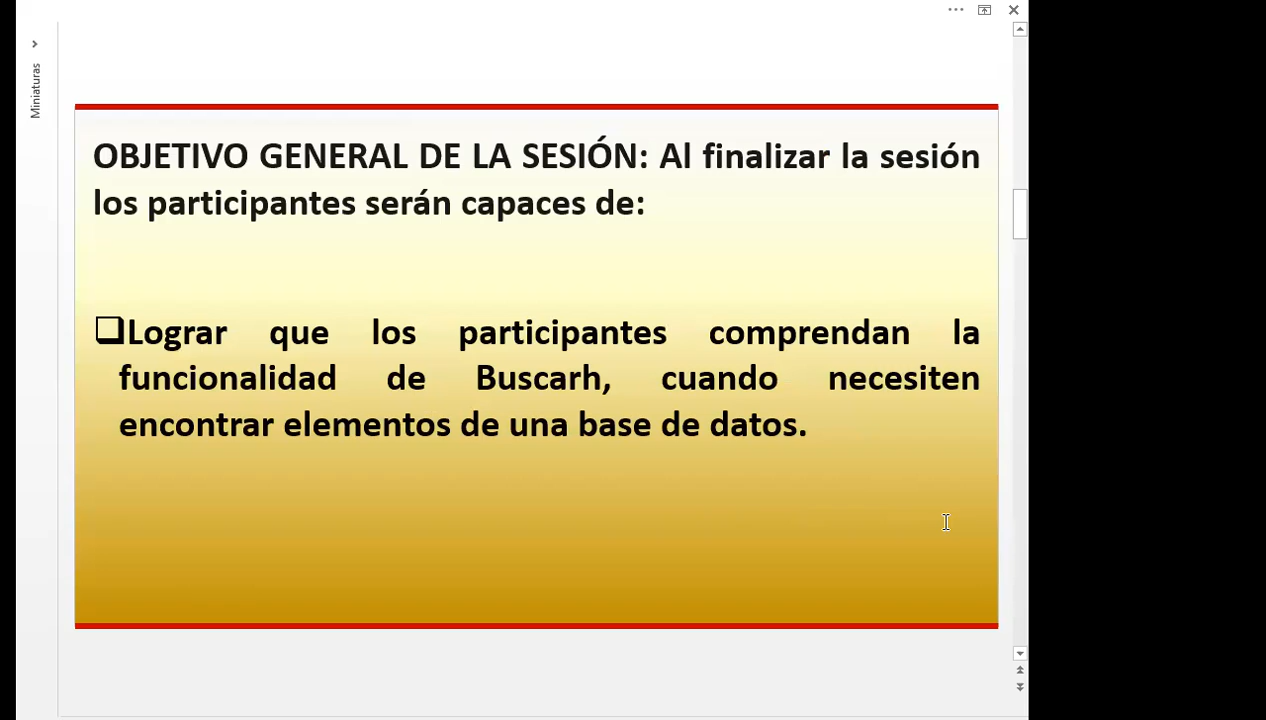 Miniaturas
OBJETIVO GENERAL DE LA SESIÓN: Al finalizar la sesión
los participantes serán capaces de:
❑Lograr que los participantes comprendan la
funcionalidad de Buscarh, cuando necesiten
encontrar elementos de una base de datos.